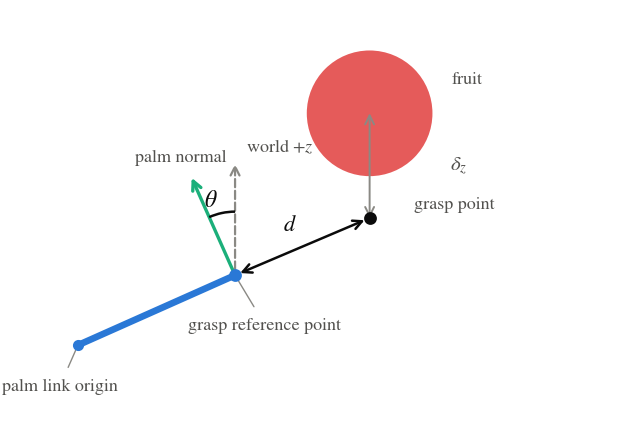 fruit
palm normal
world +z
δz
θ
grasp point
d
grasp reference point
palm link origin